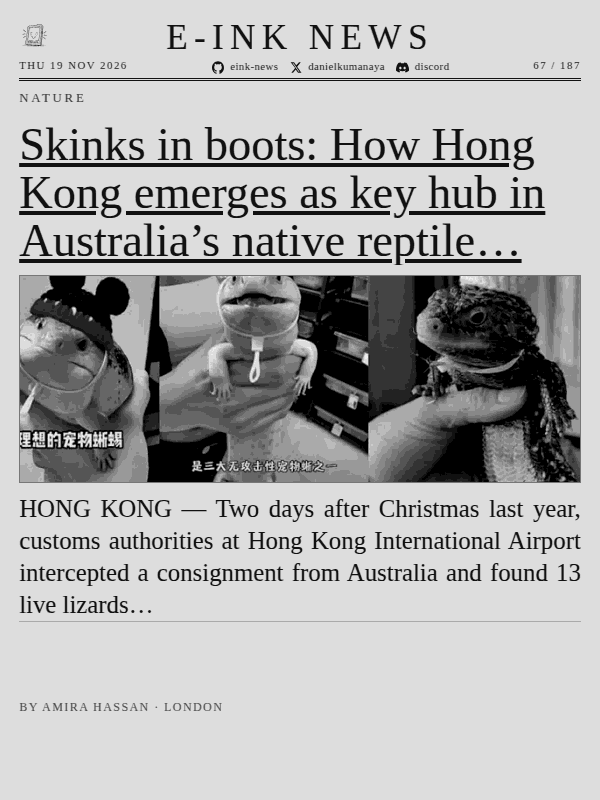 E-INK NEWS
THU 19 NOV 2026
eink-news
danielkumanaya
discord
67 / 187
NATURE
Skinks in boots: How Hong
Kong emerges as key hub in
Australia’s native reptile…
理想的宠物蜥蜴
是三大无攻击性宠物蜥之一
HONG KONG — Two days after Christmas last year,
customs authorities at Hong Kong International Airport
intercepted a consignment from Australia and found 13
live lizards…
BY AMIRA HASSAN · LONDON